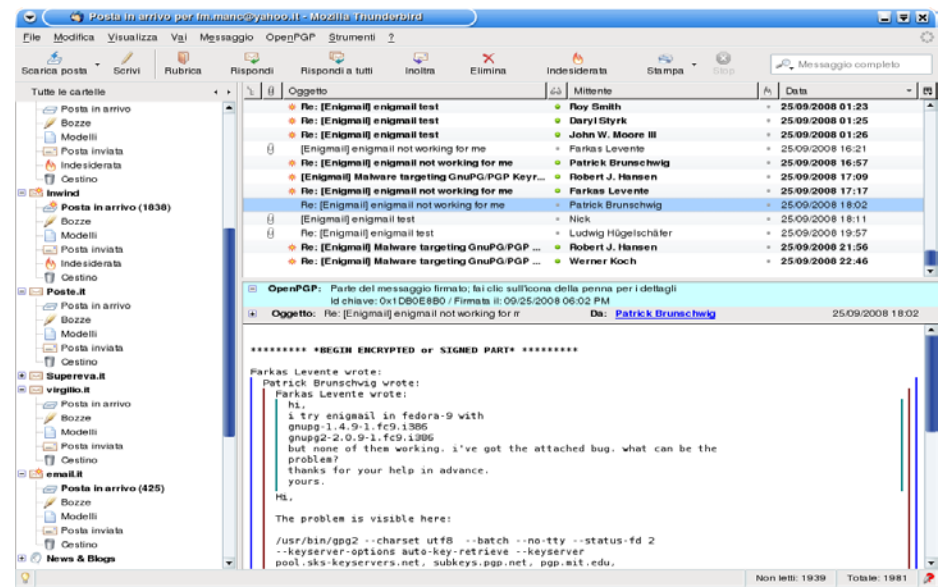 Posta in arrivo per fm.manc@yahoo.it - Mozilla Thunderbird
File Modifica Visualizza Vai Messaggio OpenPGP Strumenti ?
Scarica posta Scrivi Rubrica Rispondi Rispondi a tutti Inoltra Elimina Indesiderata Stampa Stop Messaggio completo
Tutte le cartelle
Posta in arrivo
Bozze
Modelli
Posta inviata
Indesiderata
Cestino
Inwind
Posta in arrivo (1838)
Bozze
Modelli
Posta inviata
Indesiderata
Cestino
Poste.it
Posta in arrivo
Bozze
Modelli
Posta inviata
Cestino
Supereva.it
virgilio.it
Posta in arrivo
Bozze
Modelli
Posta inviata
Cestino
email.it
Posta in arrivo (425)
Bozze
Modelli
Posta inviata
Cestino
News & Blogs
Oggetto Mittente Data
Re: [Enigmail] enigmail test Roy Smith 25/09/2008 01:23
Re: [Enigmail] enigmail test Daryl Styrk 25/09/2008 01:25
Re: [Enigmail] enigmail test John W. Moore III 25/09/2008 01:26
[Enigmail] enigmail not working for me Farkas Levente 25/09/2008 16:21
Re: [Enigmail] enigmail not working for me Patrick Brunschwig 25/09/2008 16:57
[Enigmail] Malware targeting GnuPG/PGP Keyr... Robert J. Hansen 25/09/2008 17:09
Re: [Enigmail] enigmail not working for me Farkas Levente 25/09/2008 17:17
Re: [Enigmail] enigmail not working for me Patrick Brunschwig 25/09/2008 18:02
[Enigmail] enigmail test Nick 25/09/2008 18:11
Re: [Enigmail] enigmail test Ludwig Hügelschäfer 25/09/2008 19:57
Re: [Enigmail] Malware targeting GnuPG/PGP ... Robert J. Hansen 25/09/2008 21:56
Re: [Enigmail] Malware targeting GnuPG/PGP ... Werner Koch 25/09/2008 22:46
OpenPGP: Parte del messaggio firmato; fai clic sull'icona della penna per i dettagli
Id chiave: 0x1DB0E8B0 / Firmata il: 09/25/2008 06:02 PM
Oggetto: Re: [Enigmail] enigmail not working for m Da: Patrick Brunschwig 25/09/2008 18:02
********* *BEGIN ENCRYPTED or SIGNED PART* *********
Farkas Levente wrote:
Patrick Brunschwig wrote:
Farkas Levente wrote:
hi,
i try enigmail in fedora-9 with
gnupg-1.4.9-1.fc9.i386
gnupg2-2.0.9-1.fc9.i386
but none of them working. i've got the attached bug. what can be the
problem?
thanks for your help in advance.
yours.
Hi,
The problem is visible here:
/usr/bin/gpg2 --charset utf8 --batch --no-tty --status-fd 2
--keyserver-options auto-key-retrieve --keyserver
pool.sks-keyservers.net, subkeys.pgp.net, pgp.mit.edu,
Non letti: 1939 Totale: 1981